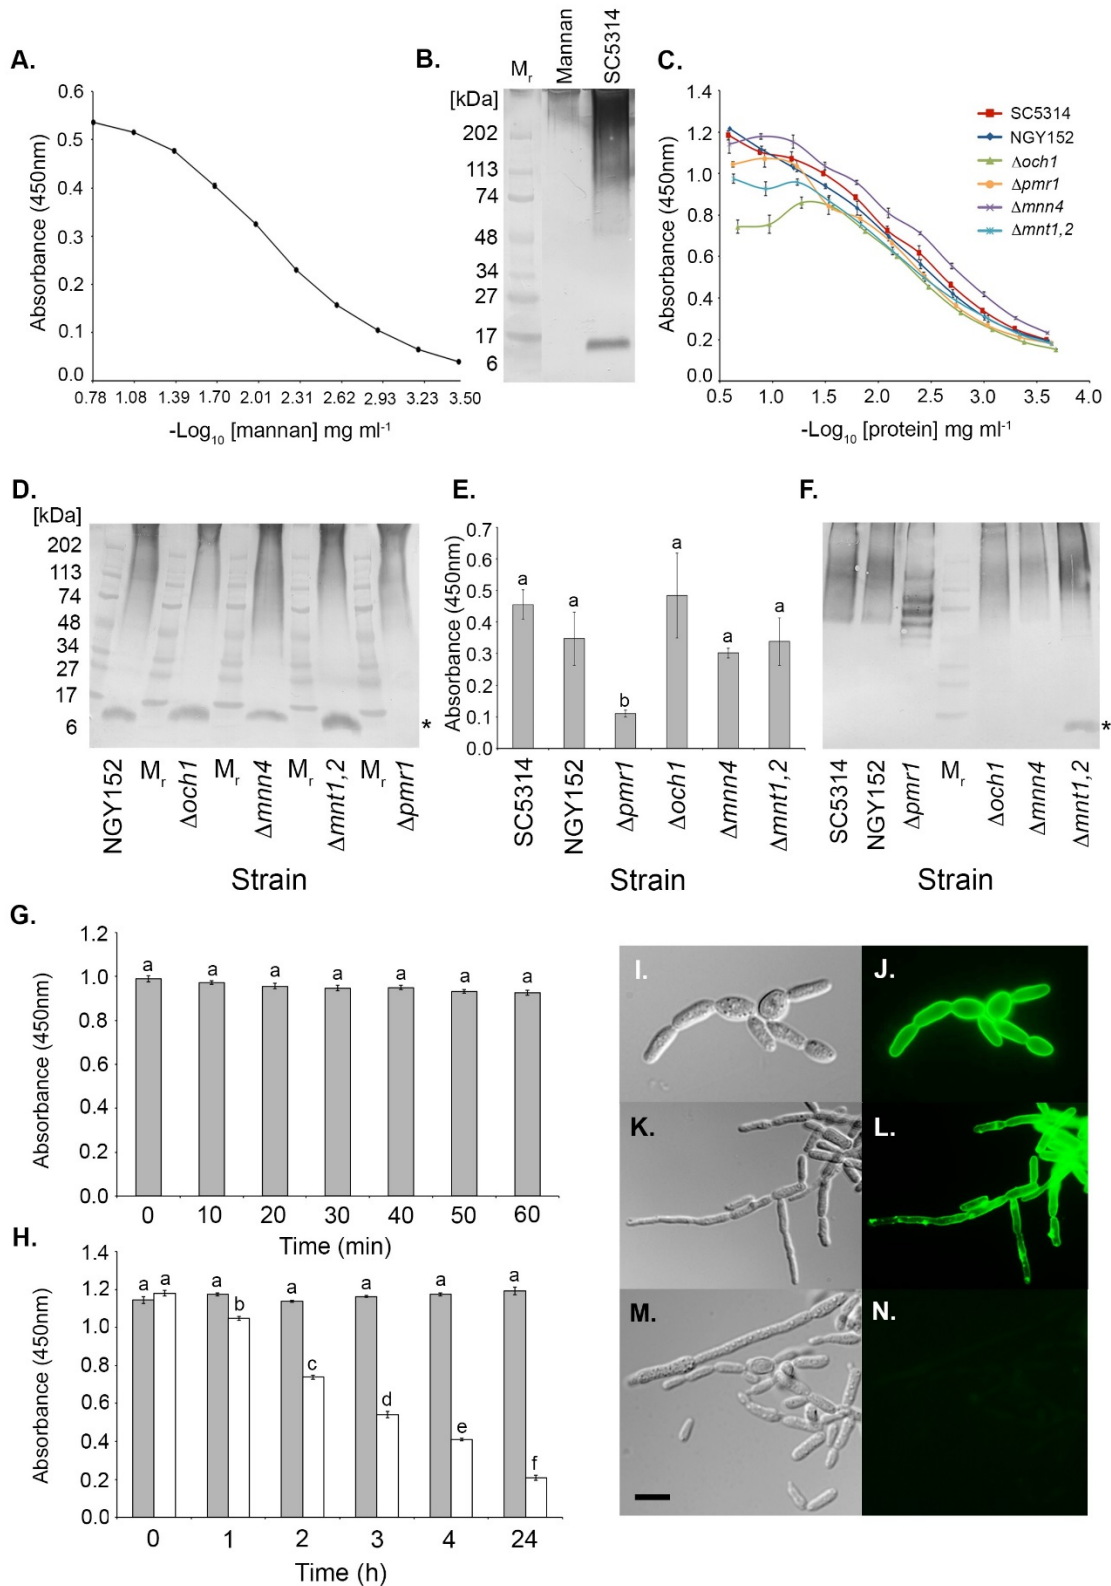 A.
0.6
0.5
0.4
0.3
0.2
0.1
0.0
Absorbance (450nm)
0.78 1.08 1.39 1.70 2.01 2.31 2.62 2.93 3.23 3.50
-Log10 [mannan] mg ml-1
B.
Mr Mannan SC5314
[kDa]
202
113
74
48
34
27
17
6
C.
1.4
1.2
1.0
0.8
0.6
0.4
1.2
0.0
Absorbance (450nm)
0.5 1.0 1.5 2.0 2.5 3.0 3.5 4.0
-Log10 [protein] mg ml-1
SC5314
NGY152
Δoch1
Δpmr1
Δmnn4
Δmnt1,2
D.
[kDa]
202
113
74
48
34
27
17
6
*
NGY152 Mr Δoch1 Mr Δmnn4 Mr Δmnt1,2 Mr Δpmr1
Strain
E.
0.7
0.6
0.5
0.4
0.3
0.2
0.1
0.0
Absorbance (450nm)
a a b a a a
SC5314 NGY152 Δpmr1 Δoch1 Δmnn4 Δmnt1,2
Strain
F.
*
SC5314 NGY152 Δpmr1 Mr Δoch1 Δmnn4 Δmnt1,2
Strain
G.
1.2
1.0
0.8
0.6
0.4
0.2
0.0
Absorbance (450nm)
a a a a a a a
0 10 20 30 40 50 60
Time (min)
H.
1.4
1.2
1.0
0.8
0.6
0.4
0.2
0.0
Absorbance (450nm)
a a a b a c a d a e a f
0 1 2 3 4 24
Time (h)
I.
J.
K.
L.
M.
N.